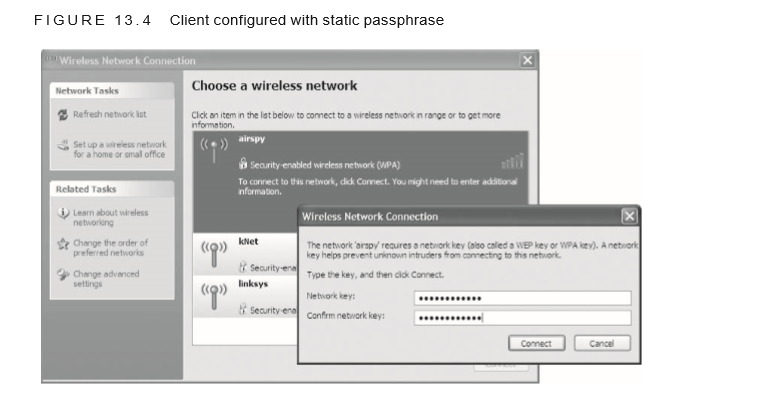 FIGURE 13.4 Client configured with static passphrase
Wireless Network Connection
Network Tasks
Refresh network list
Set up a wireless network
for a home or small office
Related Tasks
Learn about wireless
networking
Change the order of
preferred networks
Change advanced
settings
Choose a wireless network
Click an item in the list below to connect to a wireless network in range or to get more
information.
airspy
Security-enabled wireless network (WPA)
To connect to this network, click Connect. You might need to enter additional
information.
kNet
Security-ena
linksys
Security-ena
Wireless Network Connection
The network 'airspy' requires a network key (also called a WEP key or WPA key). A network
key helps prevent unknown intruders from connecting to this network.
Type the key, and then click Connect.
Network key: ••••••••••••
Confirm network key: ••••••••••••
Connect Cancel